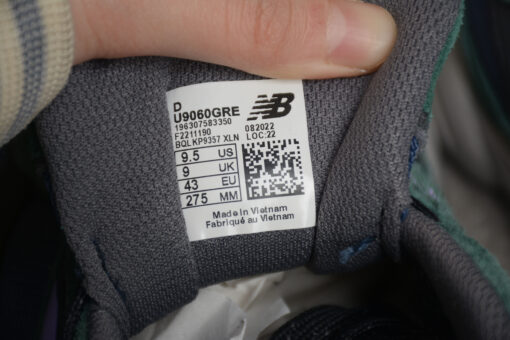 D
U9060GRE
196307583350
F2211190
BQL KP9357 XLN
NB
082022
LOC:22
9.5 US
9 UK
43 EU
275 MM
Made in Vietnam
Fabriqué au Vietnam